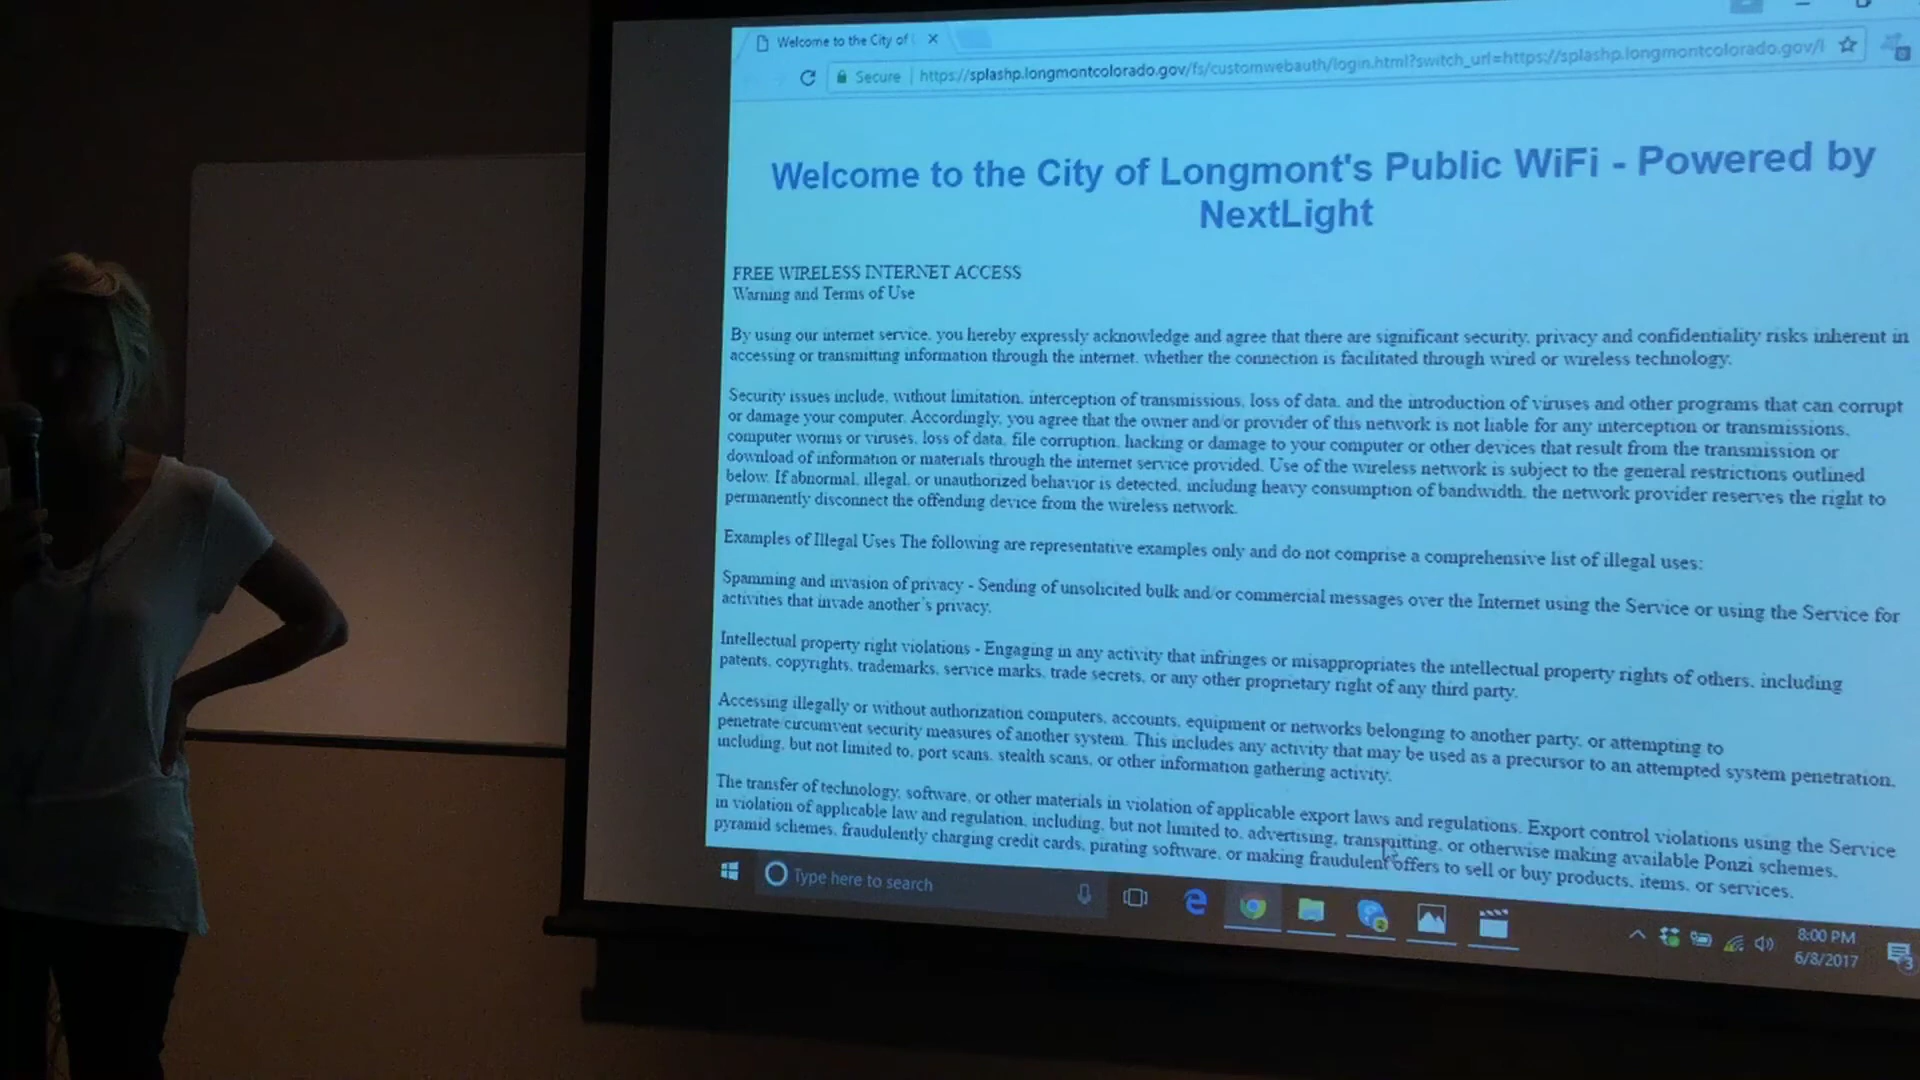 Welcome to the City of
Secure | https://splashp.longmontcolorado.gov/fs/customwebauth/login.html?switch_url=https://splashp.longmontcolorado.gov/l
Welcome to the City of Longmont's Public WiFi - Powered by
NextLight
FREE WIRELESS INTERNET ACCESS
Warning and Terms of Use
By using our internet service, you hereby expressly acknowledge and agree that there are significant security, privacy and confidentiality risks inherent in
accessing or transmitting information through the internet, whether the connection is facilitated through wired or wireless technology.
Security issues include, without limitation, interception of transmissions, loss of data, and the introduction of viruses and other programs that can corrupt
or damage your computer. Accordingly, you agree that the owner and/or provider of this network is not liable for any interception or transmissions,
computer worms or viruses, loss of data, file corruption, hacking or damage to your computer or other devices that result from the transmission or
download of information or materials through the internet service provided. Use of the wireless network is subject to the general restrictions outlined
below. If abnormal, illegal, or unauthorized behavior is detected, including heavy consumption of bandwidth, the network provider reserves the right to
permanently disconnect the offending device from the wireless network.
Examples of Illegal Uses The following are representative examples only and do not comprise a comprehensive list of illegal uses:
Spamming and invasion of privacy - Sending of unsolicited bulk and/or commercial messages over the Internet using the Service or using the Service for
activities that invade another's privacy.
Intellectual property right violations - Engaging in any activity that infringes or misappropriates the intellectual property rights of others, including
patents, copyrights, trademarks, service marks, trade secrets, or any other proprietary right of any third party.
Accessing illegally or without authorization computers, accounts, equipment or networks belonging to another party, or attempting to
penetrate/circumvent security measures of another system. This includes any activity that may be used as a precursor to an attempted system penetration,
including, but not limited to, port scans, stealth scans, or other information gathering activity.
The transfer of technology, software, or other materials in violation of applicable export laws and regulations. Export control violations using the Service
in violation of applicable law and regulation, including, but not limited to, advertising, transmitting, or otherwise making available Ponzi schemes,
pyramid schemes, fraudulently charging credit cards, pirating software, or making fraudulent offers to sell or buy products, items, or services.
Type here to search
8:00 PM
6/8/2017
3